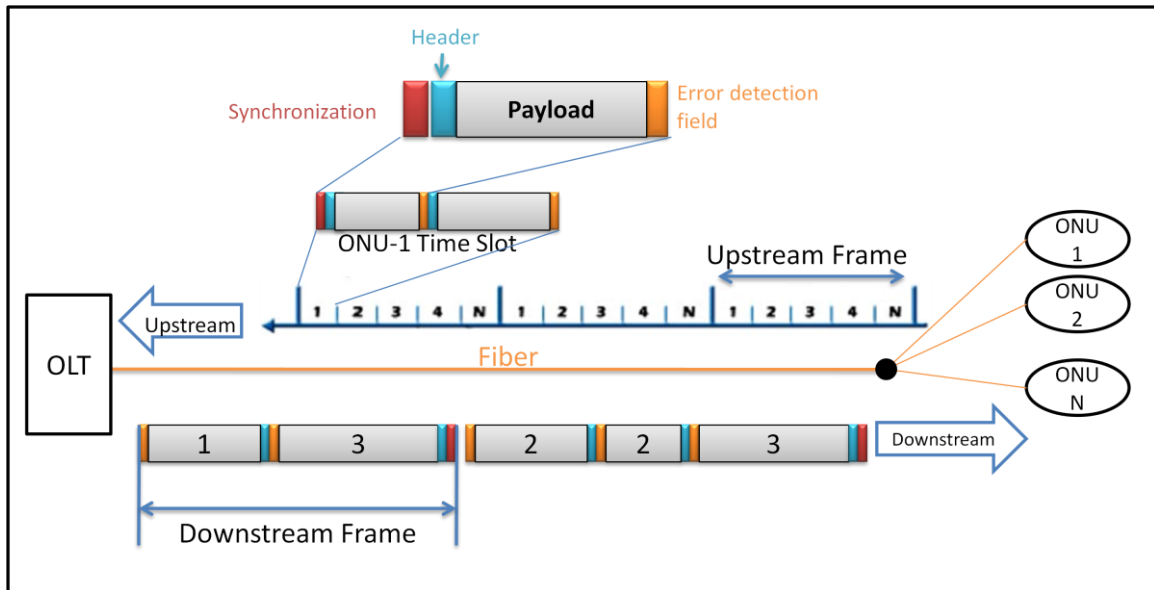 Header
Synchronization
Payload
Error detection
field
ONU-1 Time Slot
Upstream Frame
ONU
1
ONU
2
ONU
N
Upstream
1 2 3 4 N 1 2 3 4 N 1 2 3 4 N
OLT
Fiber
1 3 2 2 3
Downstream
Downstream Frame